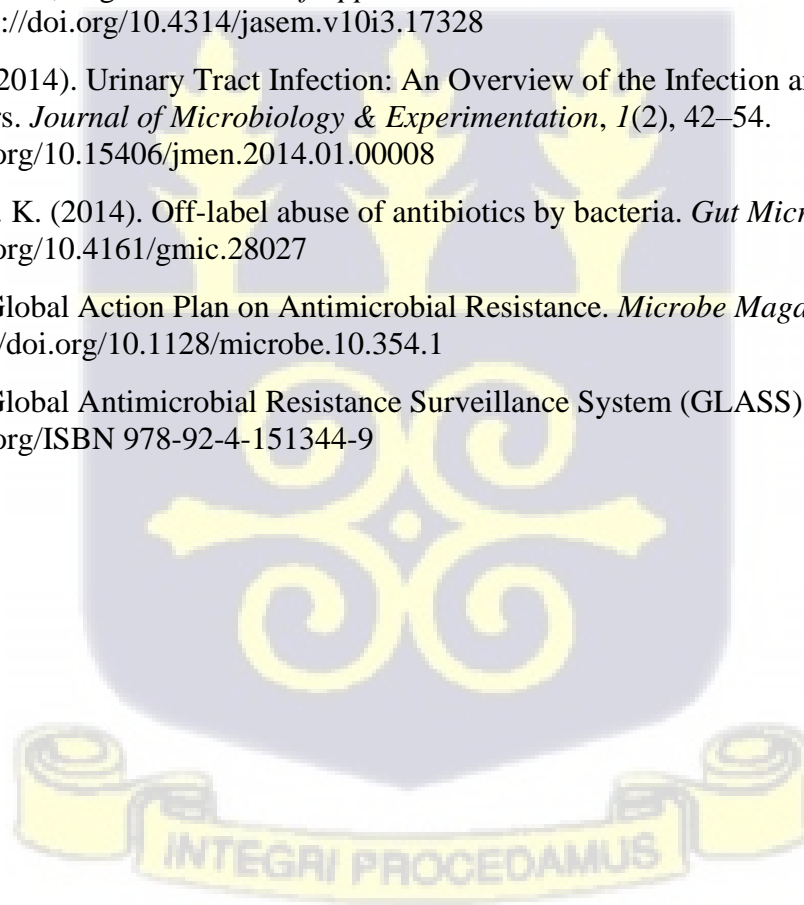 ://doi.org/10.4314/jasem.v10i3.17328
2014). Urinary Tract Infection: An Overview of the Infection
rs. Journal of Microbiology & Experimentation, 1(2), 42–54.
org/10.15406/jmen.2014.01.00008
. K. (2014). Off-label abuse of antibiotics by bacteria. Gut Micr
org/10.4161/gmic.28027
Global Action Plan on Antimicrobial Resistance. Microbe Maga
/doi.org/10.1128/microbe.10.354.1
Global Antimicrobial Resistance Surveillance System (GLASS)
org/ISBN 978-92-4-151344-9
INTEGRI PROCEDAMUS